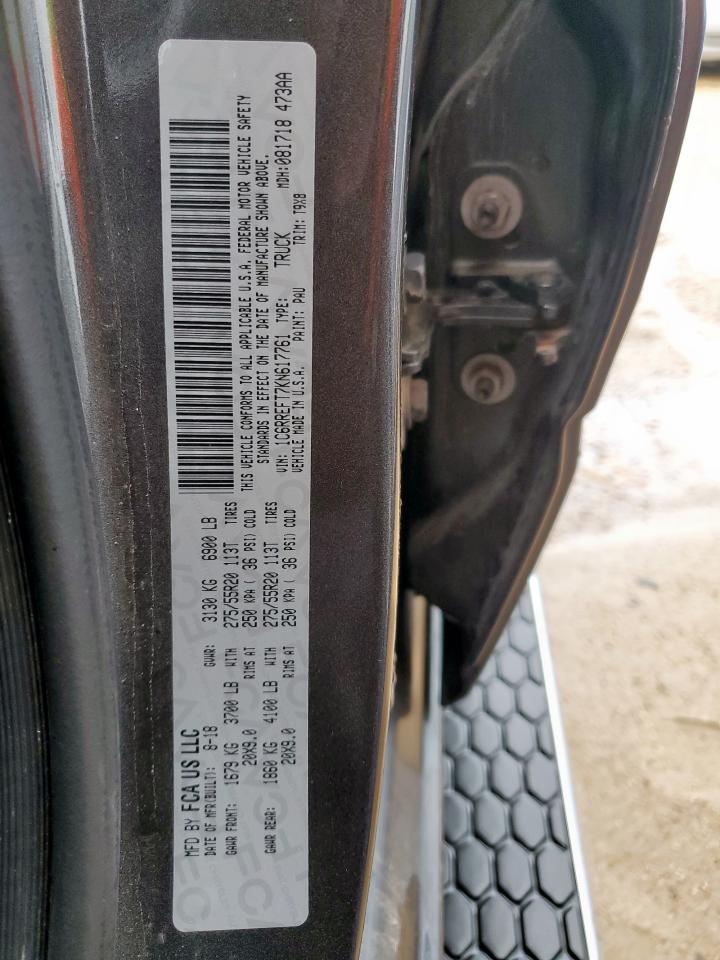 MFD BY FCA US LLC
DATE OF MFR(BUILT): 8-18 GVWR: 3130 KG 6900 LB
GAWR FRONT: 1679 KG 3700 LB WITH 275/55R20 113T TIRES
20X9.0 RIMS AT 250 KPA ( 36 PSI) COLD
GAWR REAR: 1860 KG 4100 LB WITH 275/55R20 113T TIRES
20X9.0 RIMS AT 250 KPA ( 36 PSI) COLD
THIS VEHICLE CONFORMS TO ALL APPLICABLE U.S.A. FEDERAL MOTOR VEHICLE SAFETY
STANDARDS IN EFFECT ON THE DATE OF MANUFACTURE SHOWN ABOVE.
VIN: 1C6RREFT7KN617761 TYPE: TRUCK MDH:081718 473AA
VEHICLE MADE IN U.S.A. PAINT: PAU TRIM: T9X8